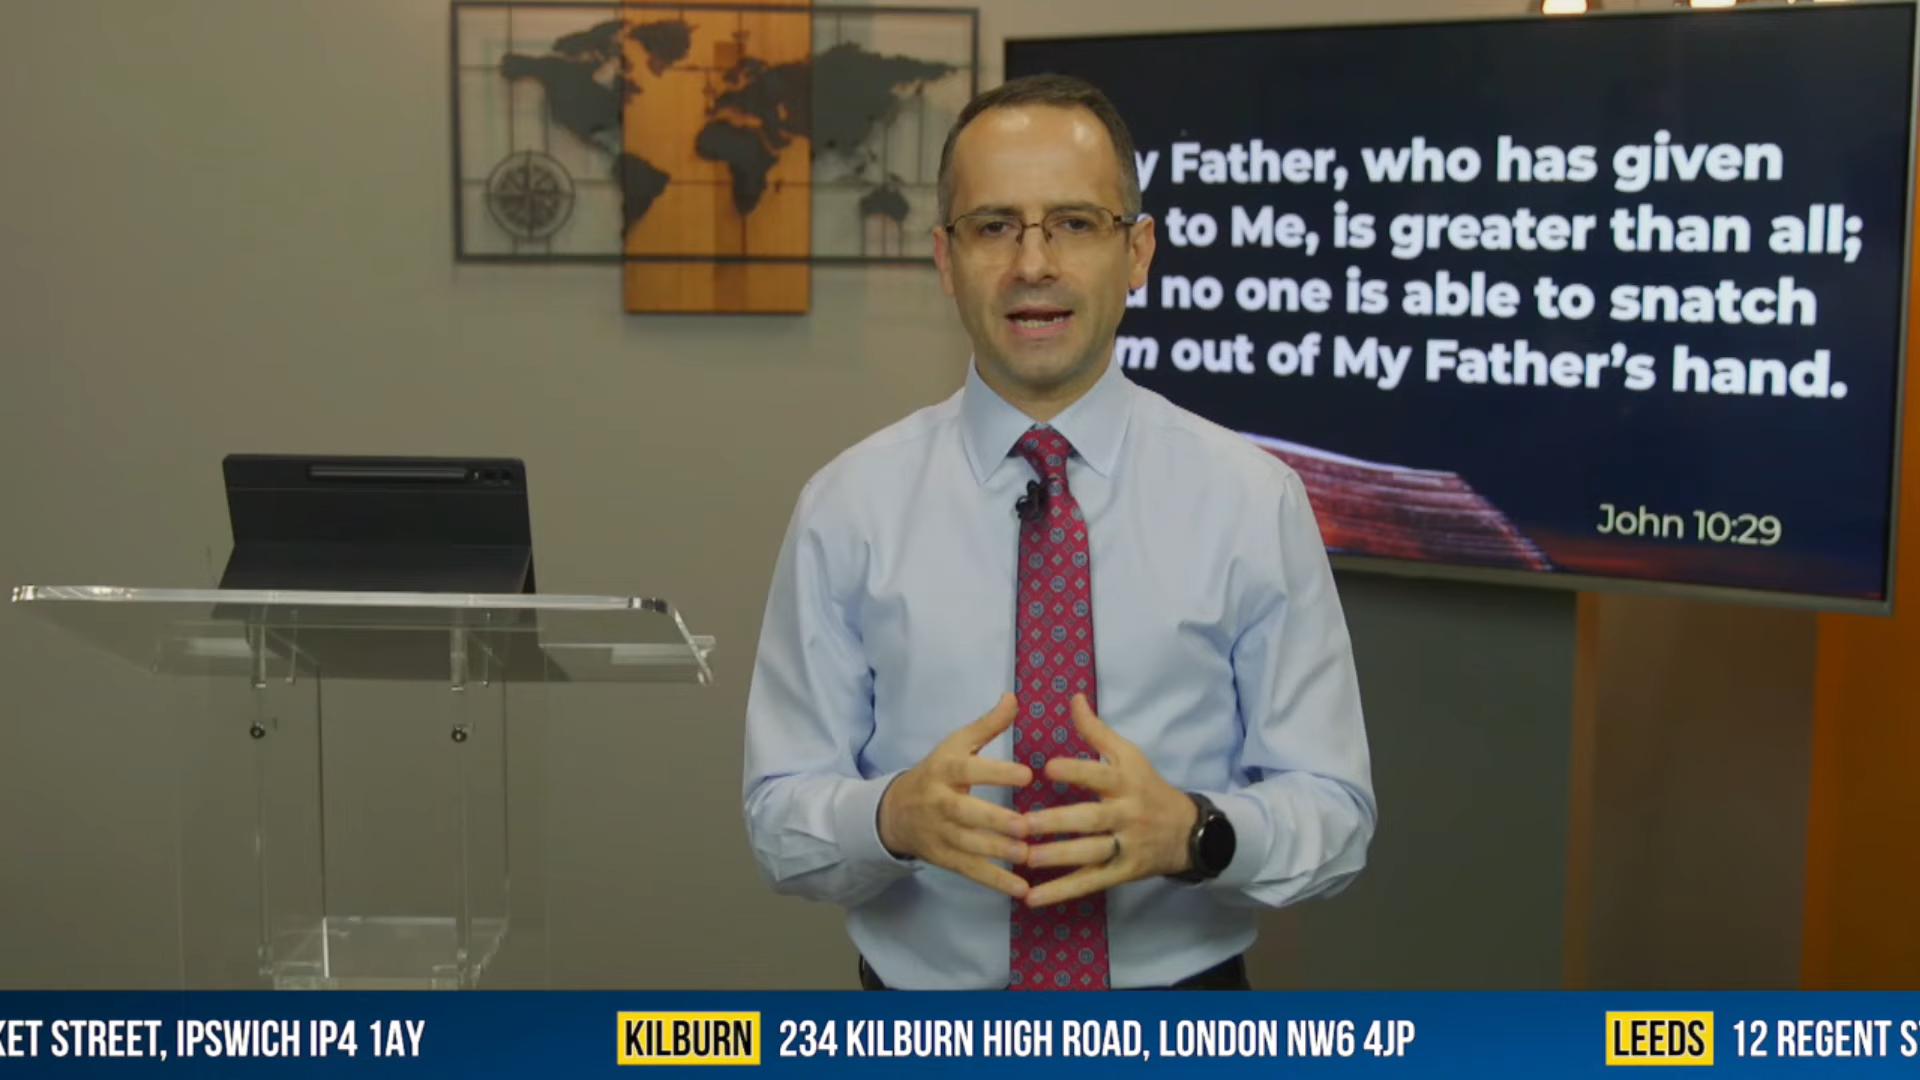 Father, who has given
to Me, is greater than all;
no one is able to snatch
out of My Father's hand.
John 10:29
STREET, IPSWICH IP4 1AY
KILBURN 234 KILBURN HIGH ROAD, LONDON NW6 4JP
LEEDS 12 REGENT